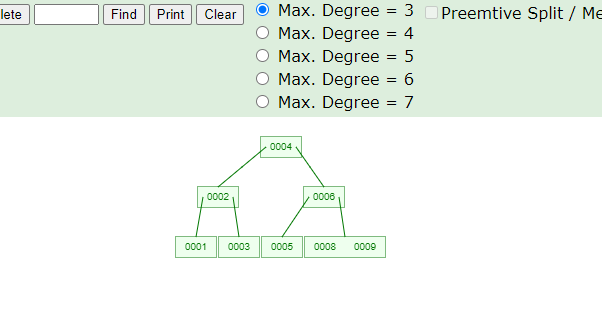 lete Find Print Clear Max. Degree = 3 Preemtive Split / Me
Max. Degree = 4
Max. Degree = 5
Max. Degree = 6
Max. Degree = 7
0004
0002 0006
0001 0003 0005 0008 0009